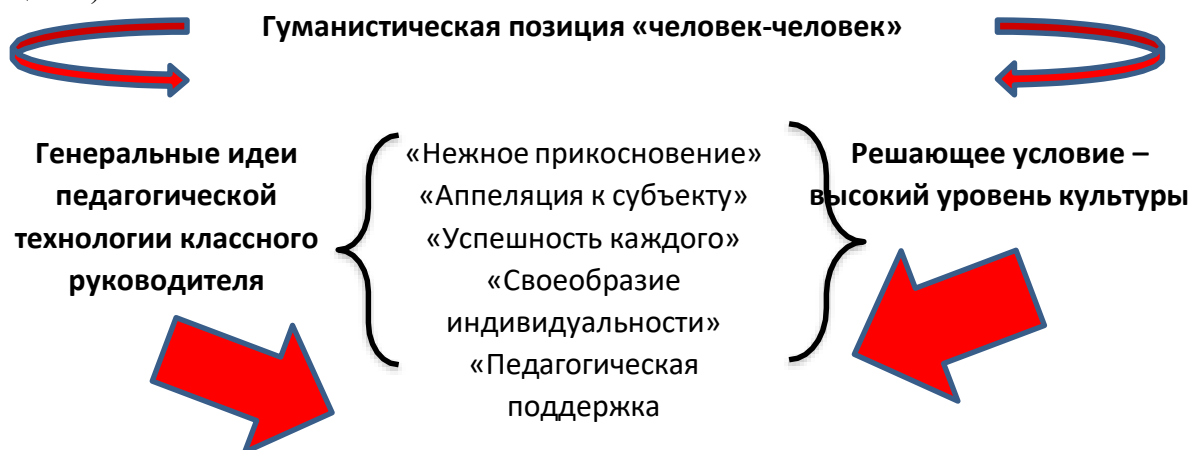 Гуманистическая позиция «человек-человек»
Генеральные идеи
педагогической
технологии классного
руководителя
«Нежное прикосновение»
«Аппеляция к субъекту»
«Успешность каждого»
«Своеобразие
индивидуальности»
«Педагогическая
поддержка
Решающее условие –
высокий уровень культуры